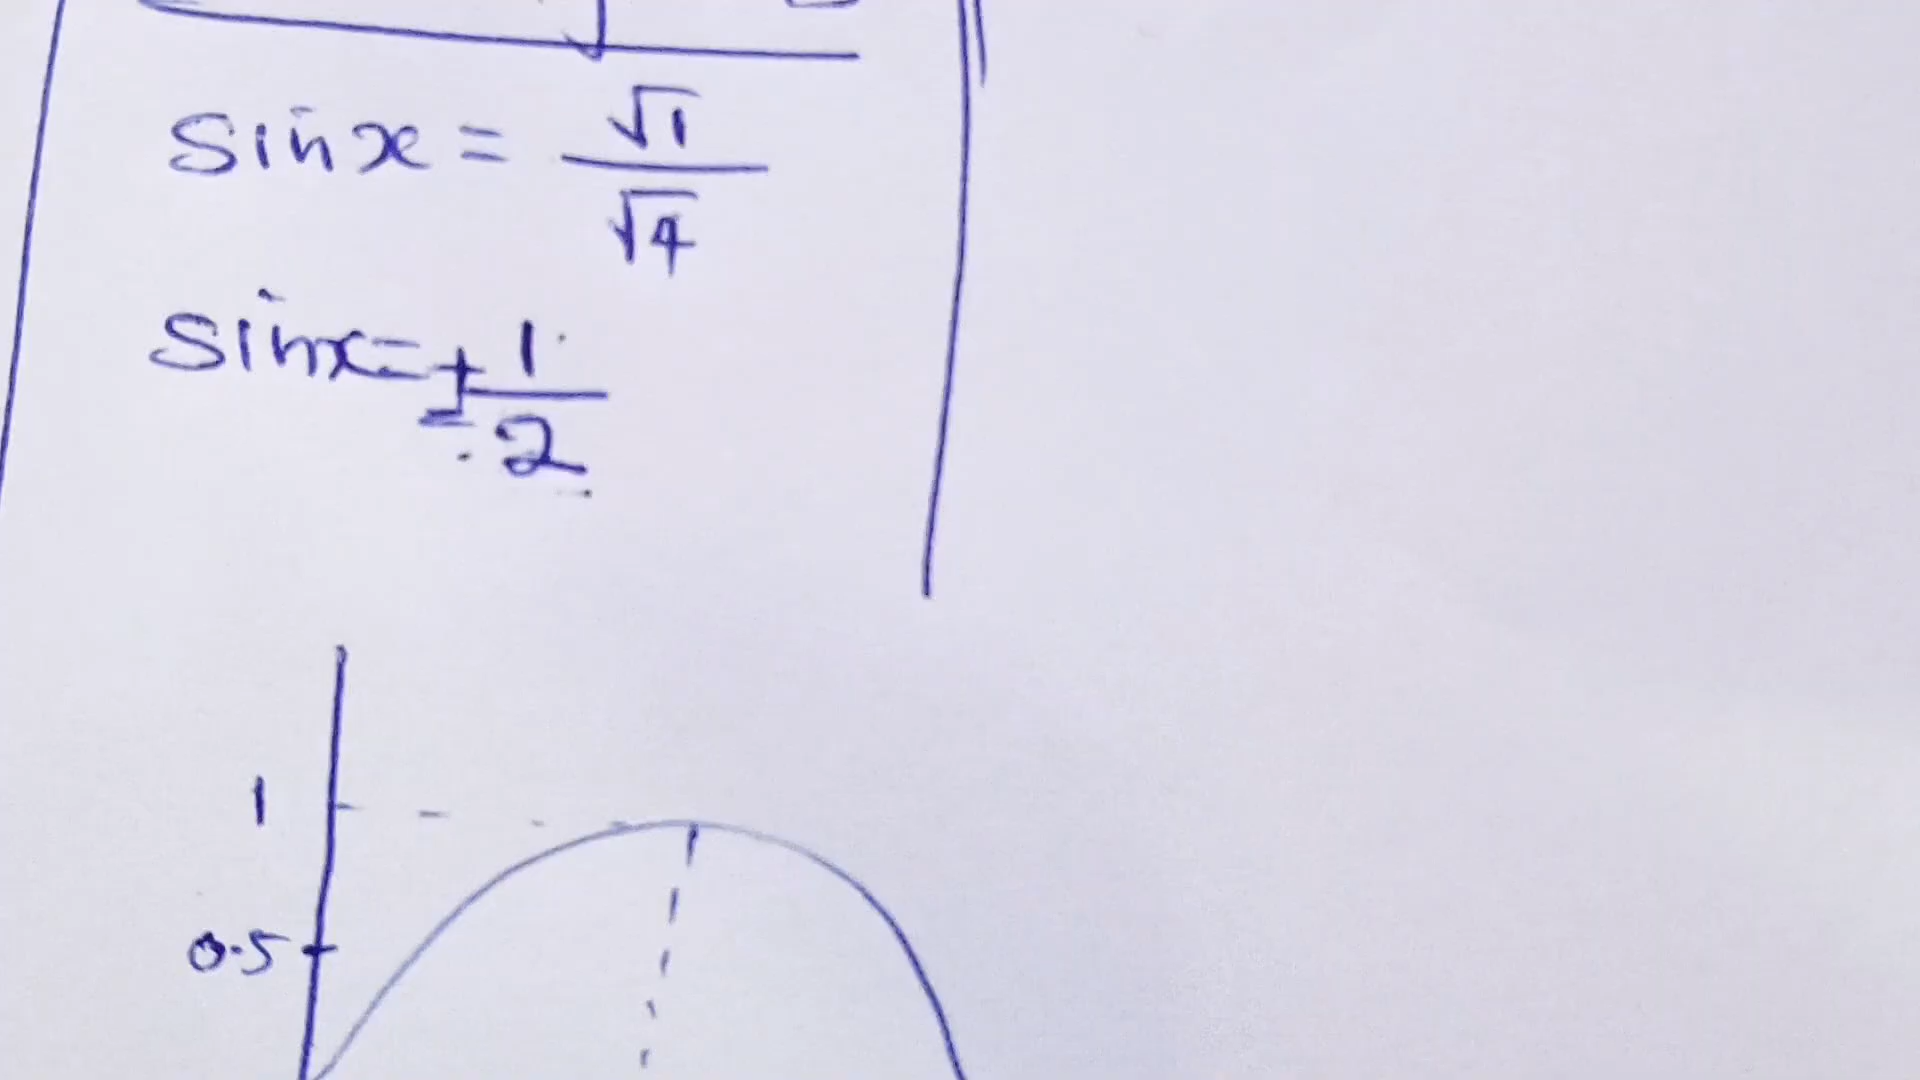 sinx = √1/√4
sinx = ± 1/2
1
0.5